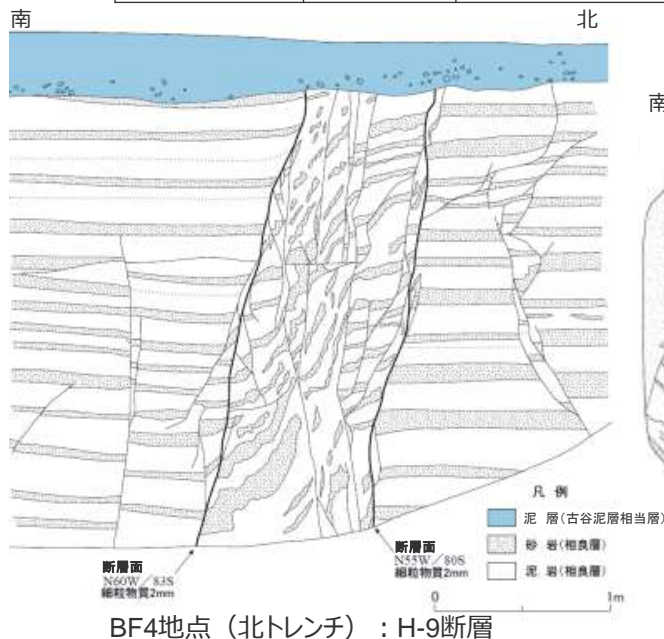 南
北
南
凡 例
泥 層(古谷泥層相当層)
砂 岩(相良層)
泥 岩(相良層)
断層面
N60W／83S
細粒物質2mm
断層面
N55W／80S
細粒物質2mm
0 1m
BF4地点（北トレンチ）：H-9断層